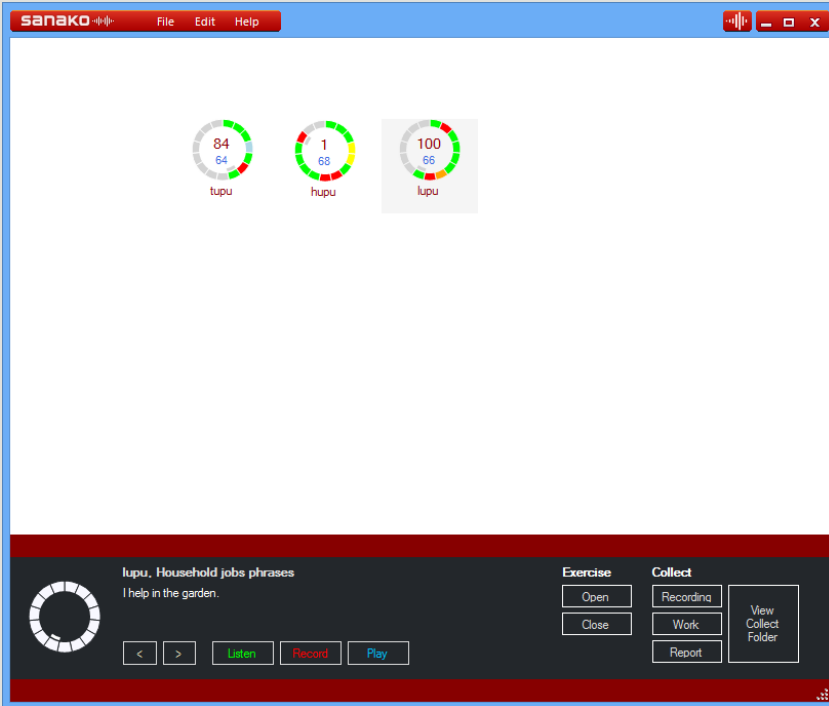 sanako File Edit Help
84 1 100
64 68 66
tupu hupu lupu
lupu, Household jobs phrases
I help in the garden.
< > Listen Record Play
Exercise
Open
Close
Collect
Recording
Work
Report
View
Collect
Folder